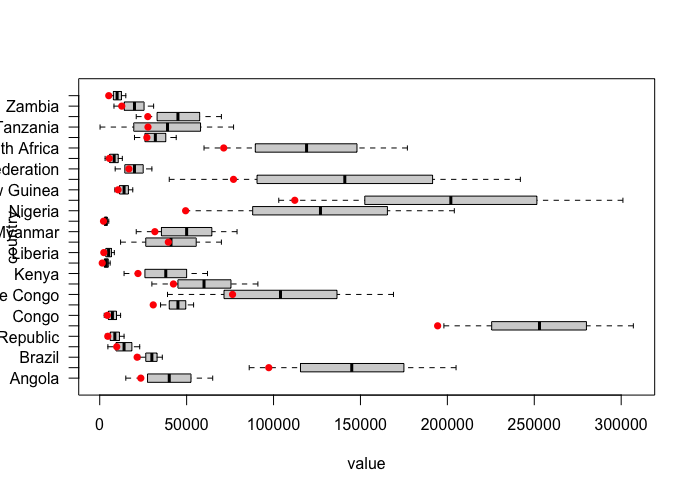 Zambia
Tanzania
th Africa
ederation
w Guinea
Nigeria
Myanmar
country
Liberia
Kenya
e Congo
Congo
Republic
Brazil
Angola
0 50000 100000 150000 200000 250000 300000
value